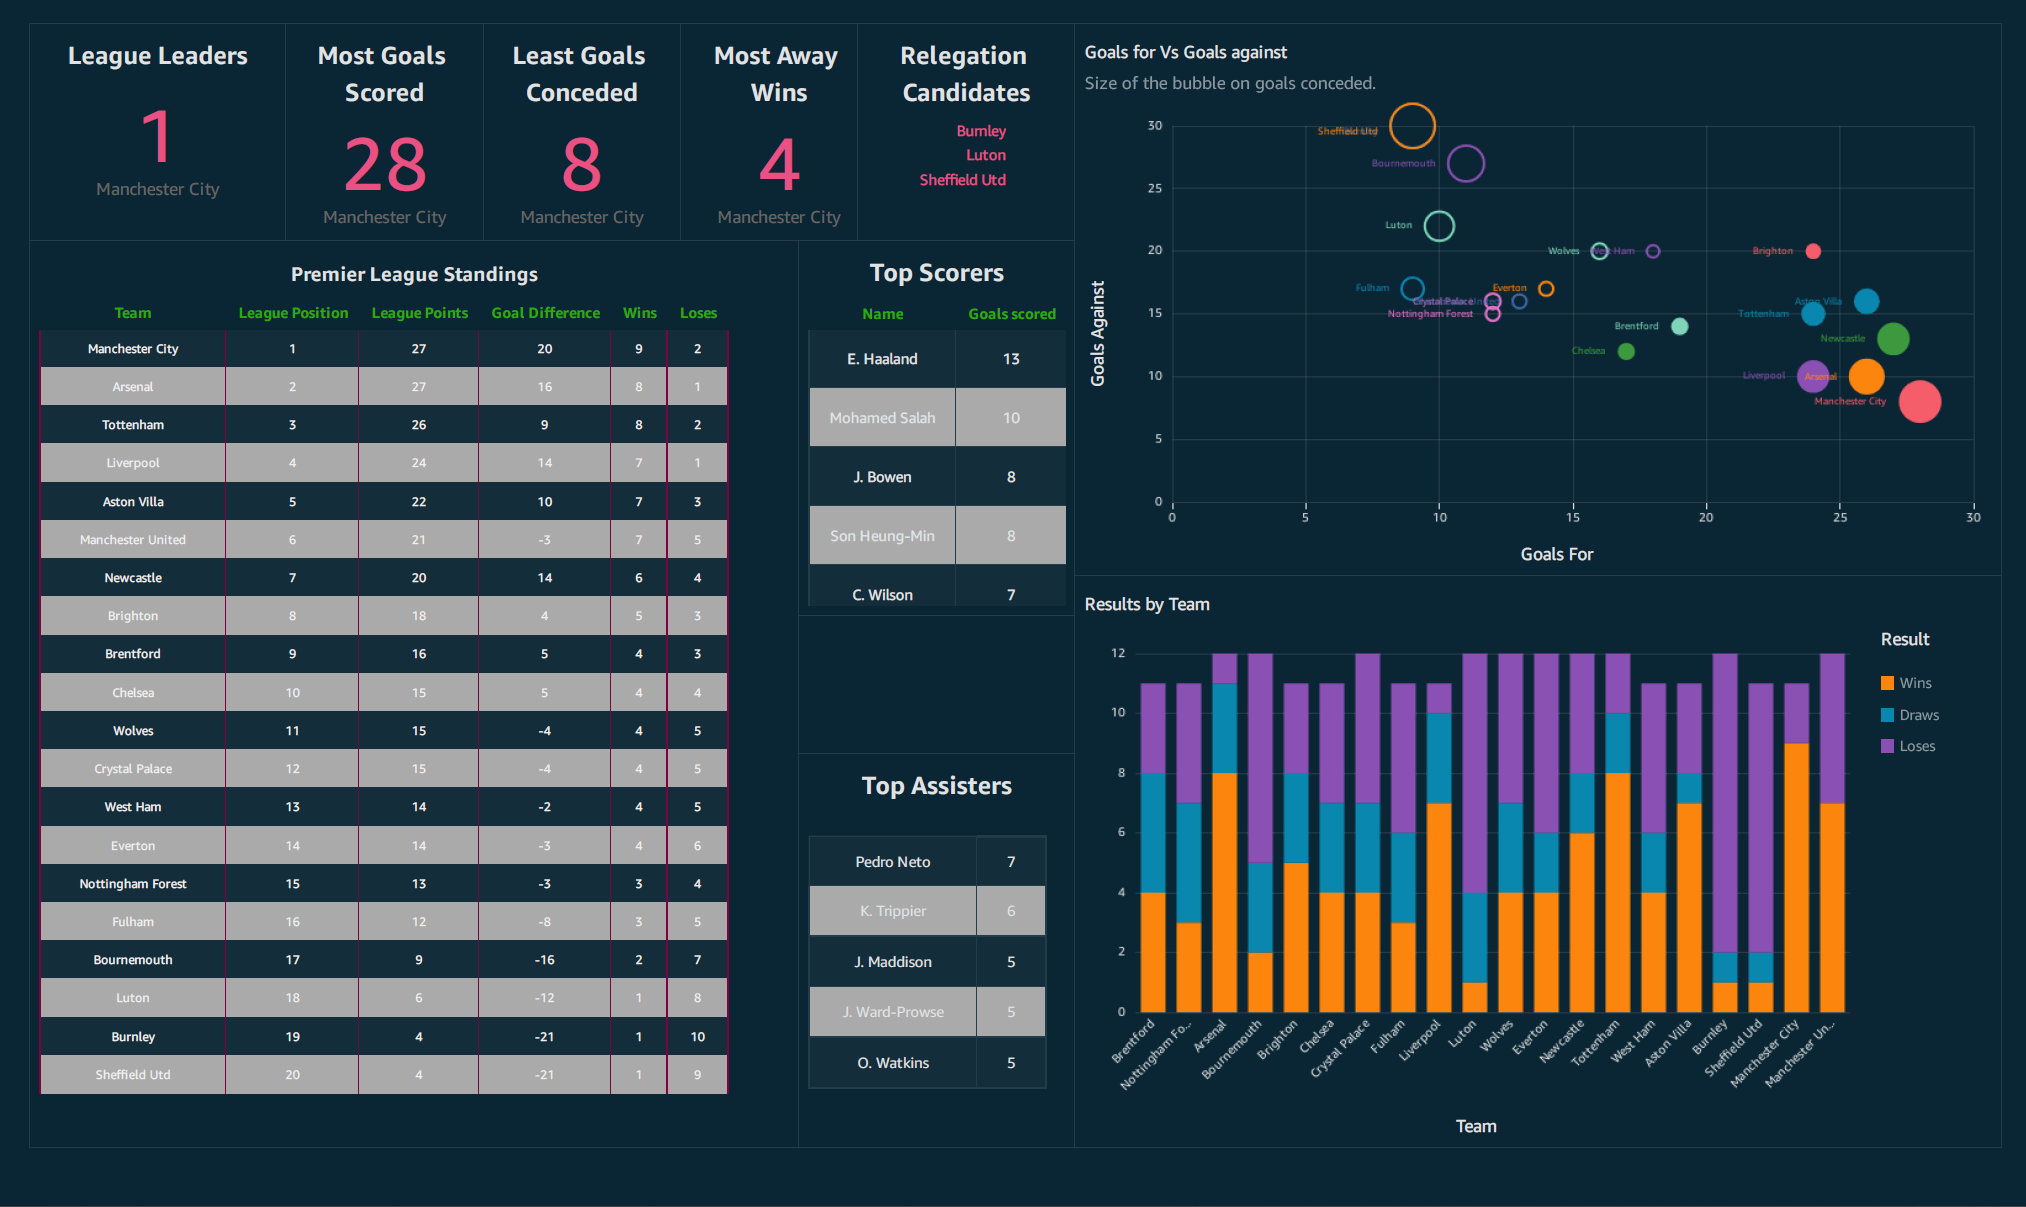 League Leaders
1
Manchester City
Most Goals
Scored
28
Manchester City
Least Goals
Conceded
8
Manchester City
Most Away
Wins
4
Manchester City
Relegation
Candidates
Burnley
Luton
Sheffield Utd
Premier League Standings
Team League Position League Points Goal Difference Wins Loses
Manchester City 1 27 20 9 2
Arsenal 2 27 16 8 1
Tottenham 3 26 9 8 2
Liverpool 4 24 14 7 1
Aston Villa 5 22 10 7 3
Manchester United 6 21 -3 7 5
Newcastle 7 20 14 6 4
Brighton 8 18 4 5 3
Brentford 9 16 5 4 3
Chelsea 10 15 5 4 4
Wolves 11 15 -4 4 5
Crystal Palace 12 15 -4 4 5
West Ham 13 14 -2 4 5
Everton 14 14 -3 4 6
Nottingham Forest 15 13 -3 3 4
Fulham 16 12 -8 3 5
Bournemouth 17 9 -16 2 7
Luton 18 6 -12 1 8
Burnley 19 4 -21 1 10
Sheffield Utd 20 4 -21 1 9
Top Scorers
Name Goals scored
E. Haaland 13
Mohamed Salah 10
J. Bowen 8
Son Heung-Min 8
C. Wilson 7
Top Assisters
Pedro Neto 7
K. Trippier 6
J. Maddison 5
J. Ward-Prowse 5
O. Watkins 5
Goals for Vs Goals against
Size of the bubble on goals conceded.
Goals Against
30
25
20
15
10
5
0
Sheffield Utd
Bournemouth
Luton
Wolves
West Ham
Brighton
Fulham
Everton
Crystal Palace
Aston Villa
Nottingham Forest
Tottenham
Brentford
Newcastle
Chelsea
Liverpool
Arsenal
Manchester City
0 5 10 15 20 25 30
Goals For
Results by Team
12
10
8
6
4
2
0
Brentford
Nottingham Fo...
Arsenal
Bournemouth
Brighton
Chelsea
Crystal Palace
Fulham
Liverpool
Luton
Wolves
Everton
Newcastle
Tottenham
West Ham
Aston Villa
Burnley
Sheffield Utd
Manchester City
Manchester Un...
Team
Result
Wins
Draws
Loses